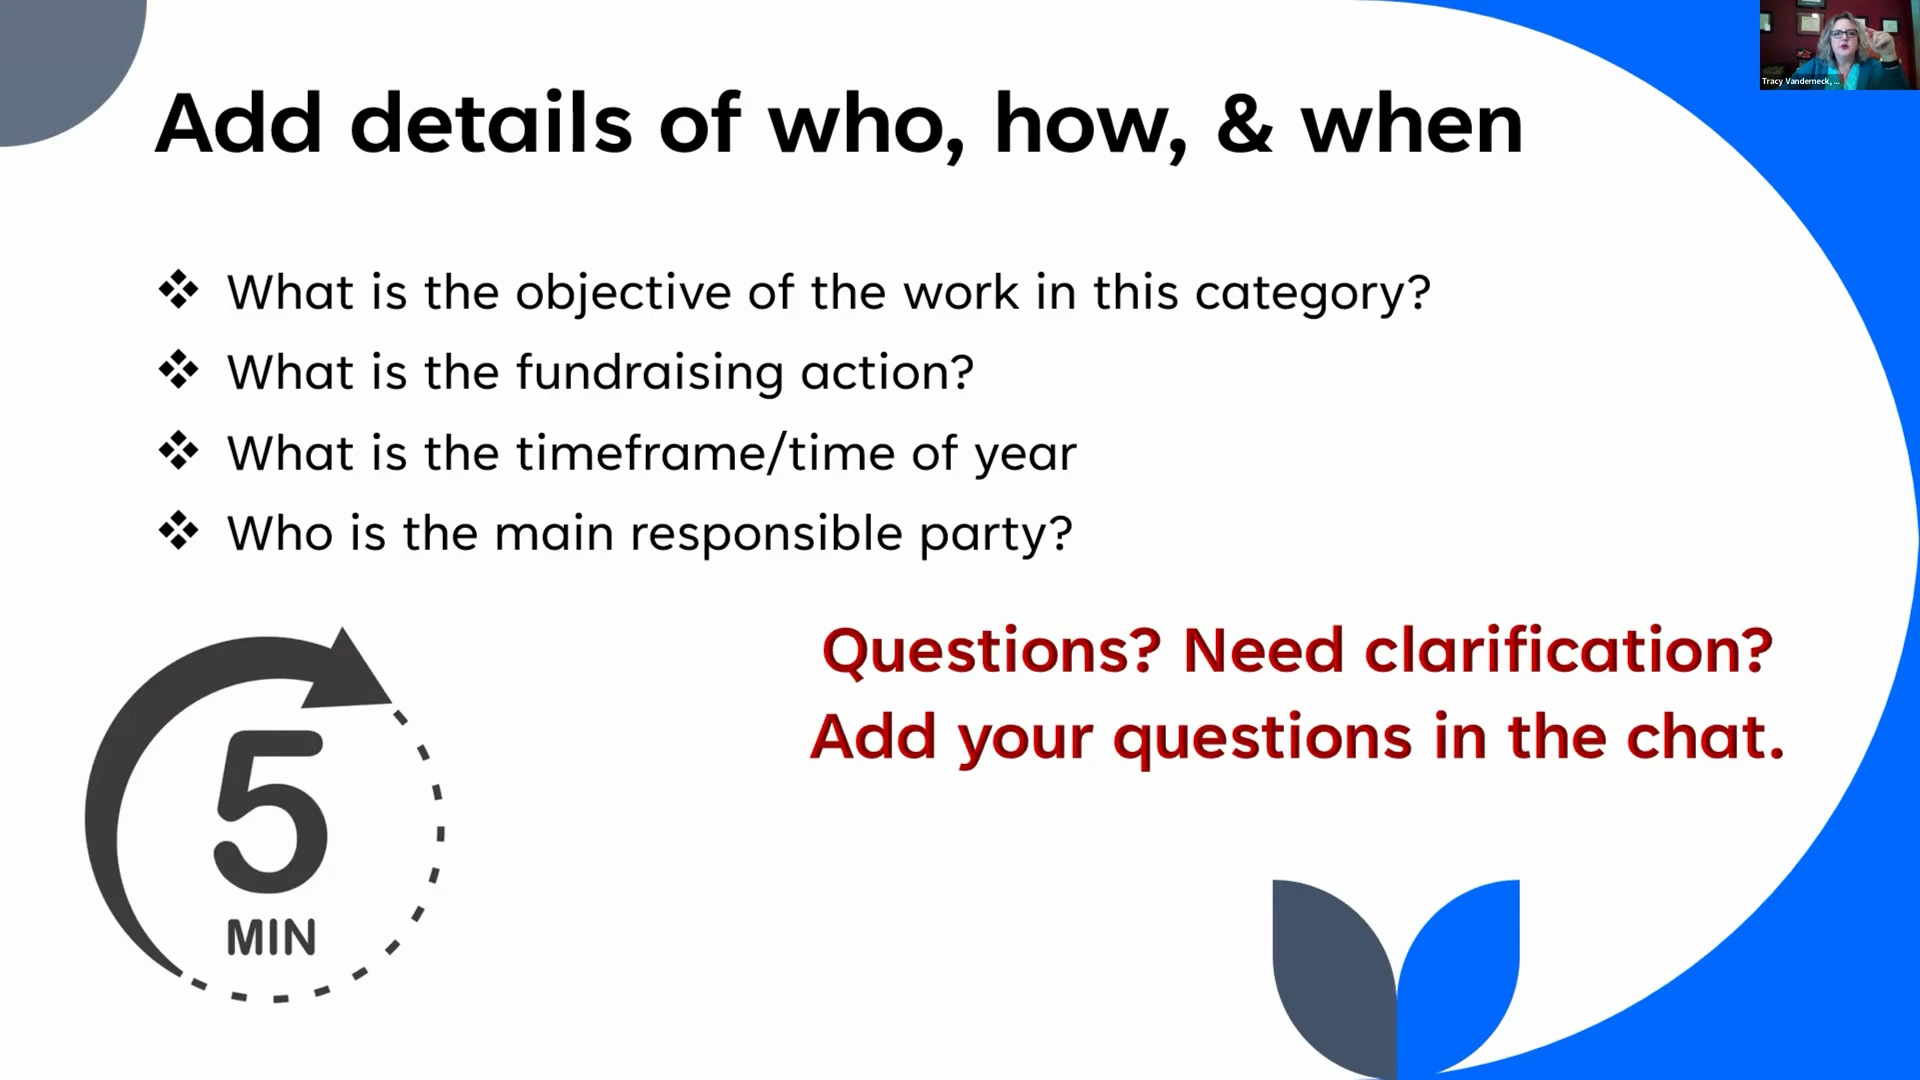 Add details of who, how, & when
What is the objective of the work in this category?
What is the fundraising action?
What is the timeframe/time of year
Who is the main responsible party?
Questions? Need clarification?
Add your questions in the chat.
5
MIN
Tracy Vanderneck, ...